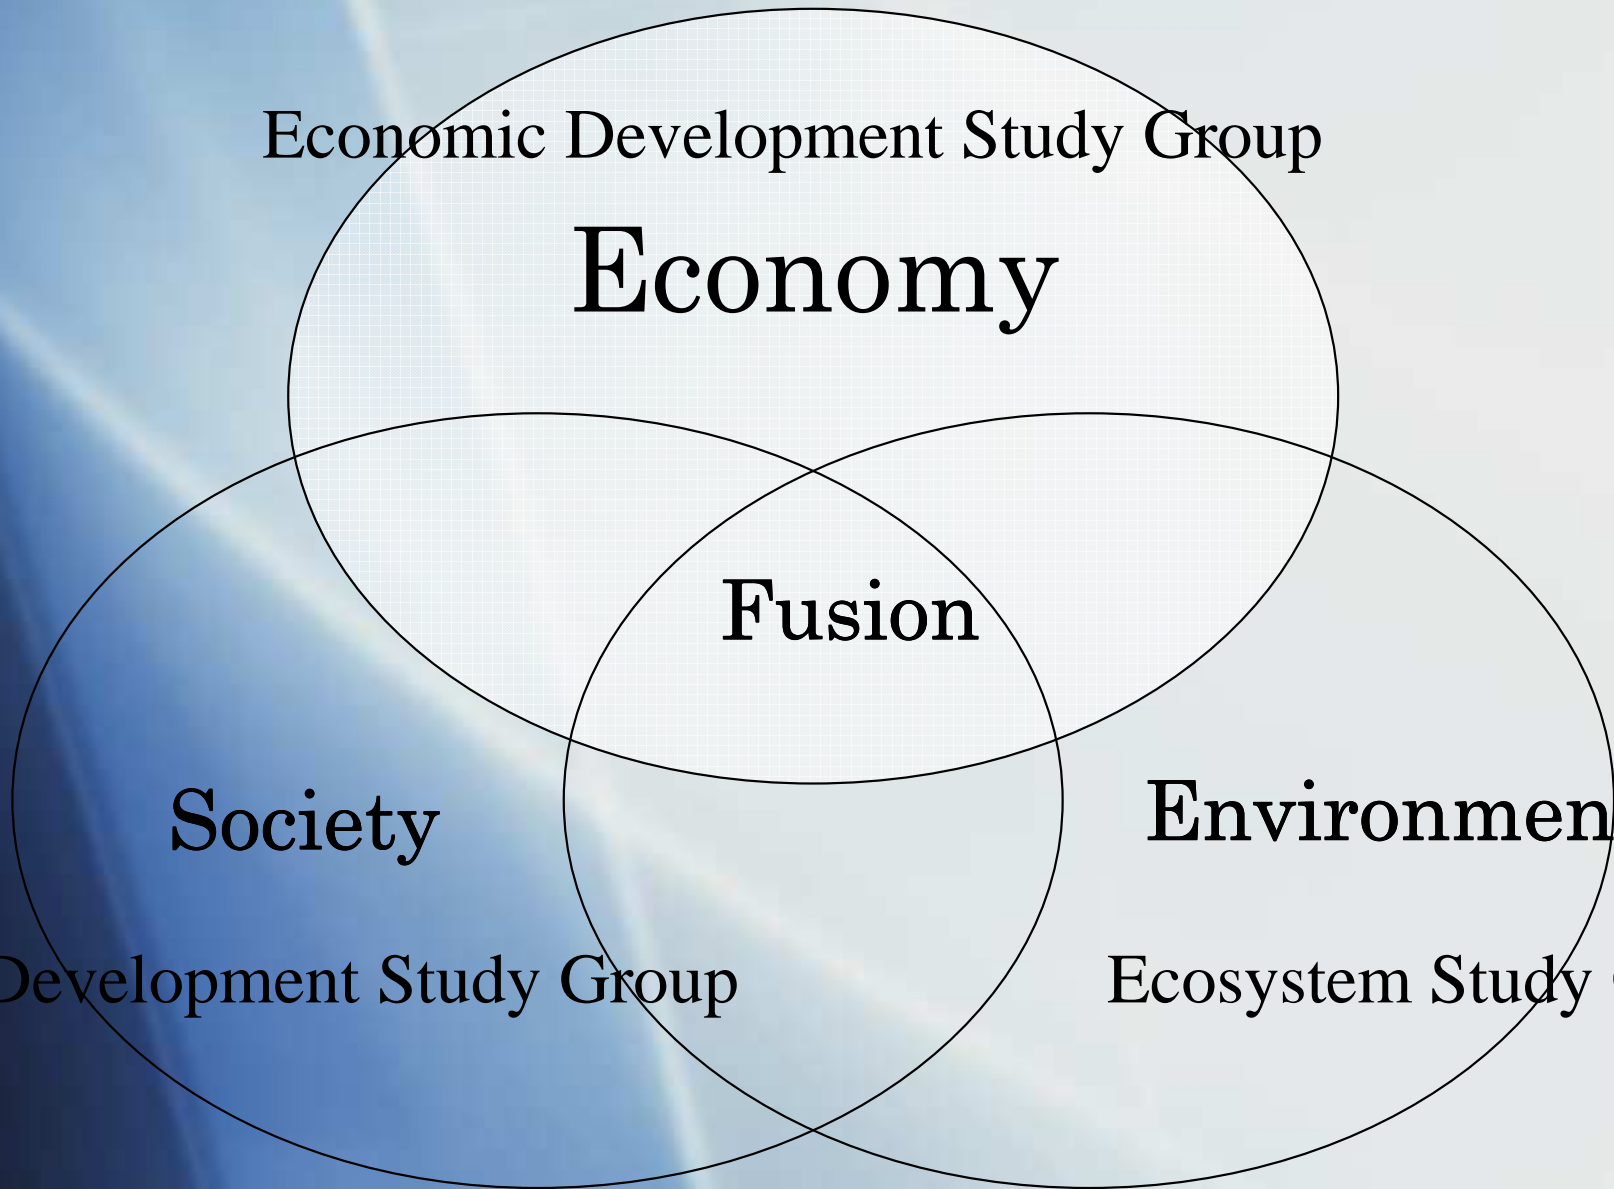 Economic Development Study Group
Economy
Fusion
Society
Environmen
Development Study Group
Ecosystem Study